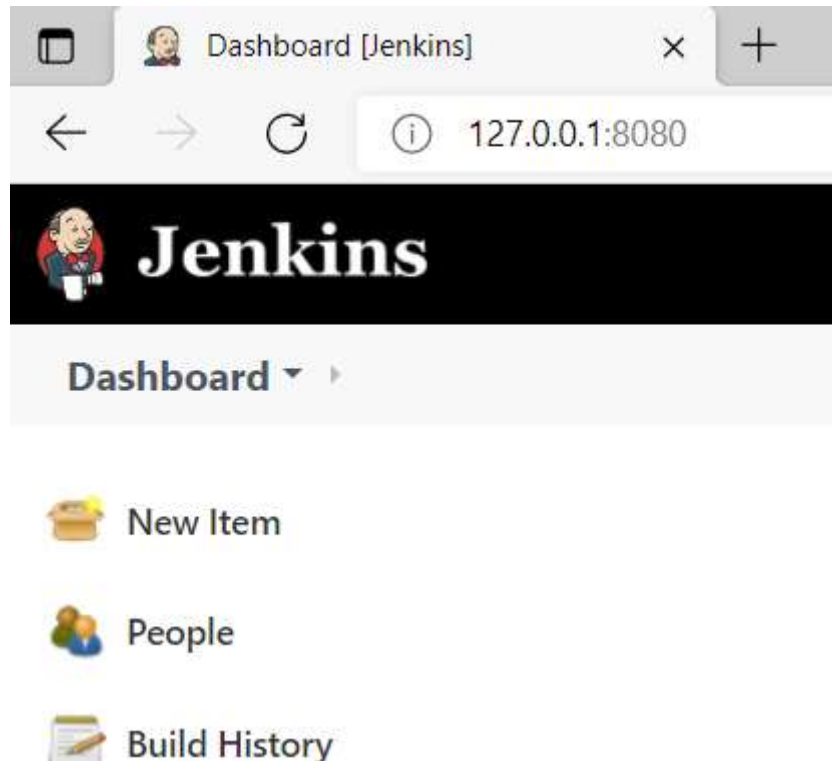 Dashboard [Jenkins]
127.0.0.1:8080
Jenkins
Dashboard
New Item
People
Build History